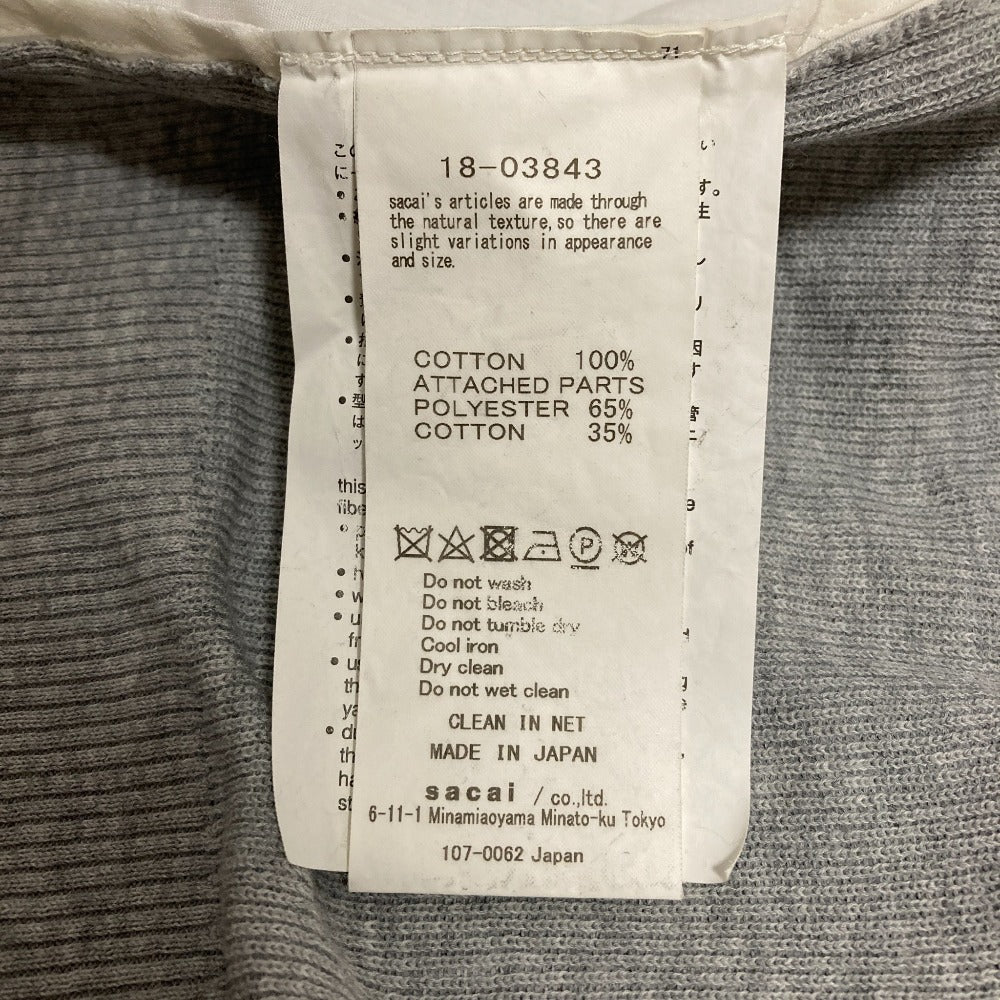 71
18-03843
sacai's articles are made through
the natural texture, so there are
slight variations in appearance
and size.
COTTON 100%
ATTACHED PARTS
POLYESTER 65%
COTTON 35%
P
Do not wash
Do not bleach
Do not tumble dry
Cool iron
Dry clean
Do not wet clean
CLEAN IN NET
MADE IN JAPAN
sacai / co.,ltd.
6-11-1 Minamiaoyama Minato-ku Tokyo
107-0062 Japan
this